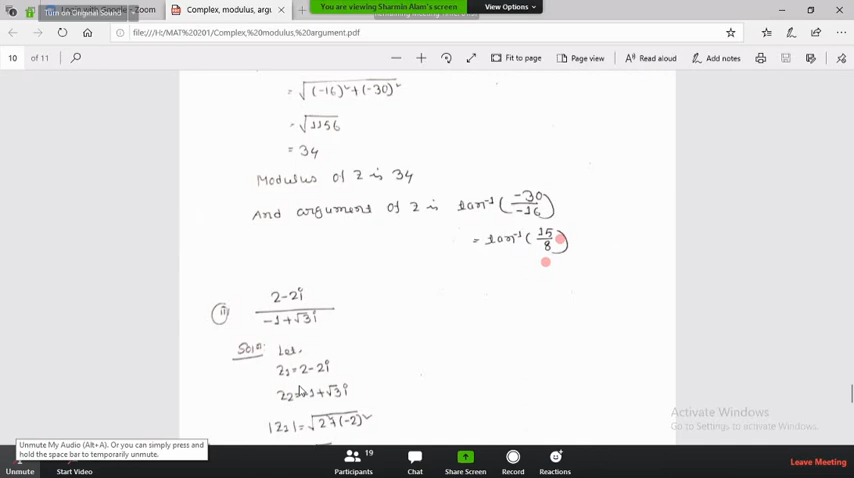 You are viewing Sharmin Alam's screen
View Options
Turn on Original Sound
Zoom
Complex, modulus, argu
file:///H:/MAT%20201/Complex,%20modulus,%20argument.pdf
10 of 11
Fit to page
Page view
Read aloud
Add notes
= √(-16)²+(-30)²
= √1156
= 34
Modulus of z is 34
And argument of z is tan⁻¹ (-30/-16)
= tan⁻¹ (15/8)
ii 2-2i/-1+√3i
Solⁿ: Let,
z₁ = 2-2i
|z₁| = √2²+(-2)²
Activate Windows
Go to Settings to activate Windows.
Unmute My Audio (Alt+A). Or you can simply press and
hold the space bar to temporarily unmute.
Unmute
Start Video
19
Participants
Chat
Share Screen
Record
Reactions
Leave Meeting